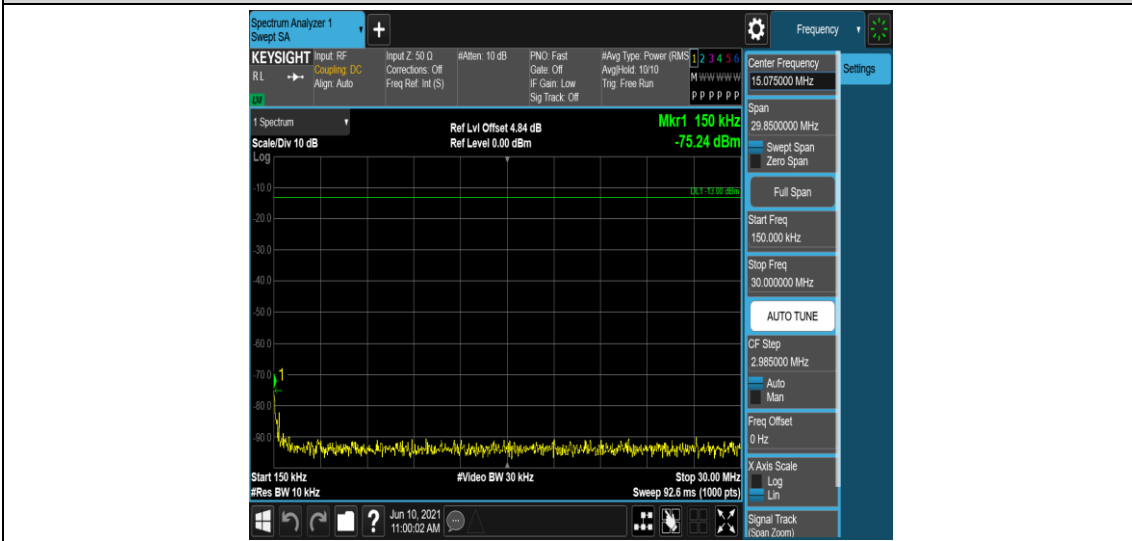 Spectrum Analyzer 1
Swept SA
+
Frequency
KEYSIGHT
RL
Input: RF
Coupling: DC
Align: Auto
Input Z: 50 Ω
Corrections: Off
Freq Ref: Int (S)
#Atten: 10 dB
PNO: Fast
Gate: Off
IF Gain: Low
Sig Track: Off
#Avg Type: Power (RMS
Avg|Hold: 10/10
Trig: Free Run
1 2 3 4 5 6
M W W W W W
P P P P P P
1 Spectrum
Scale/Div 10 dB
Log
Ref Lvl Offset 4.84 dB
Ref Level 0.00 dBm
Mkr1 150 kHz
-75.24 dBm
DL1 -13.00 dBm
-10.0
-20.0
-30.0
-40.0
-50.0
-60.0
-70.0
1
-80.0
-90.0
Start 150 kHz
#Video BW 30 kHz
Stop 30.00 MHz
#Res BW 10 kHz
Sweep 92.6 ms (1000 pts)
?
Jun 10, 2021
11:00:02 AM
Center Frequency
15.075000 MHz
Settings
Span
29.8500000 MHz
Swept Span
Zero Span
Full Span
Start Freq
150.000 kHz
Stop Freq
30.000000 MHz
AUTO TUNE
CF Step
2.985000 MHz
Auto
Man
Freq Offset
0 Hz
X Axis Scale
Log
Lin
Signal Track
(Span Zoom)